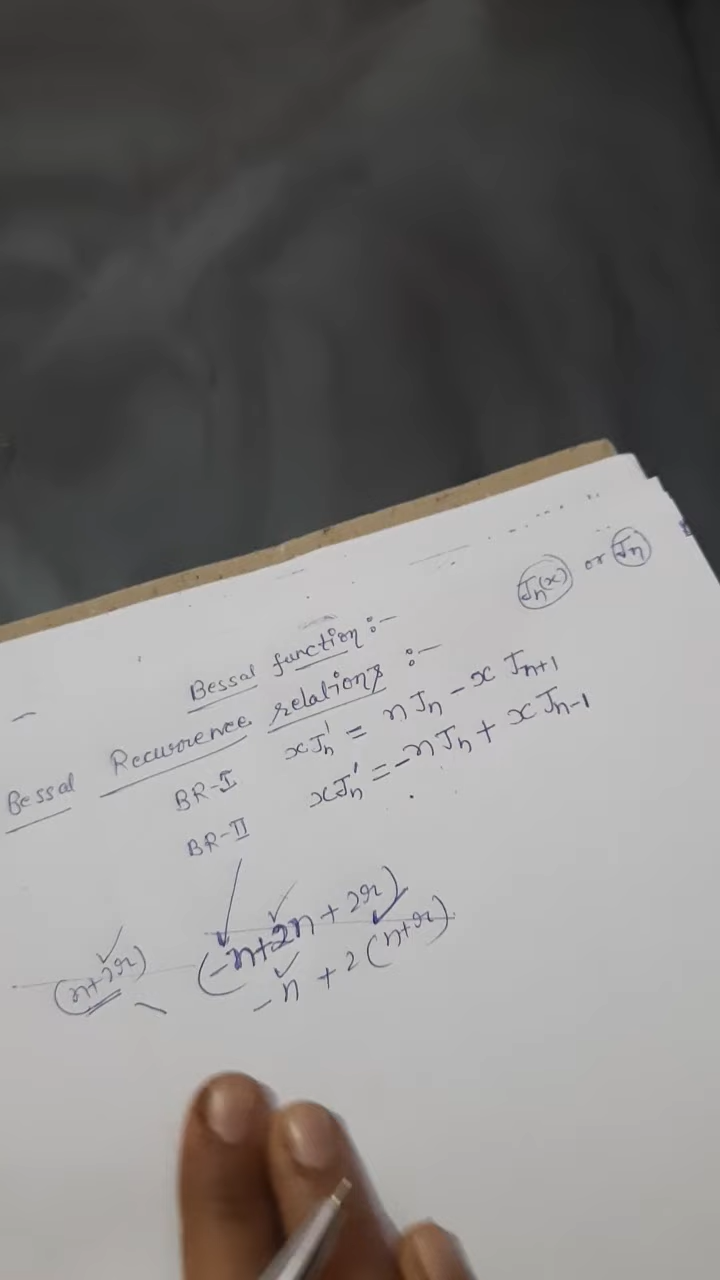 Jn(x) or Jn
Bessal function :-
Bessal Recurrence relations :-
BR-I xJn' = nJn - xJn+1
BR-II xJn' = -nJn + xJn-1
(n+2r) (-n+2n+2r)
-n + 2(n+r)